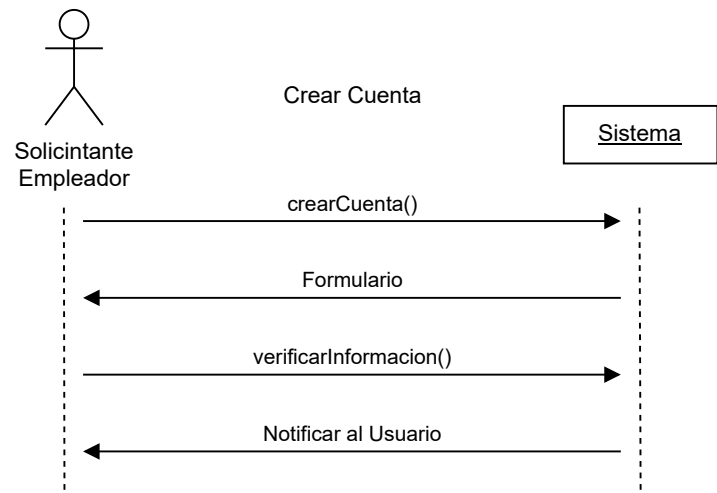 Crear Cuenta
Sistema
Solicintante
Empleador
crearCuenta()
Formulario
verificarInformacion()
Notificar al Usuario